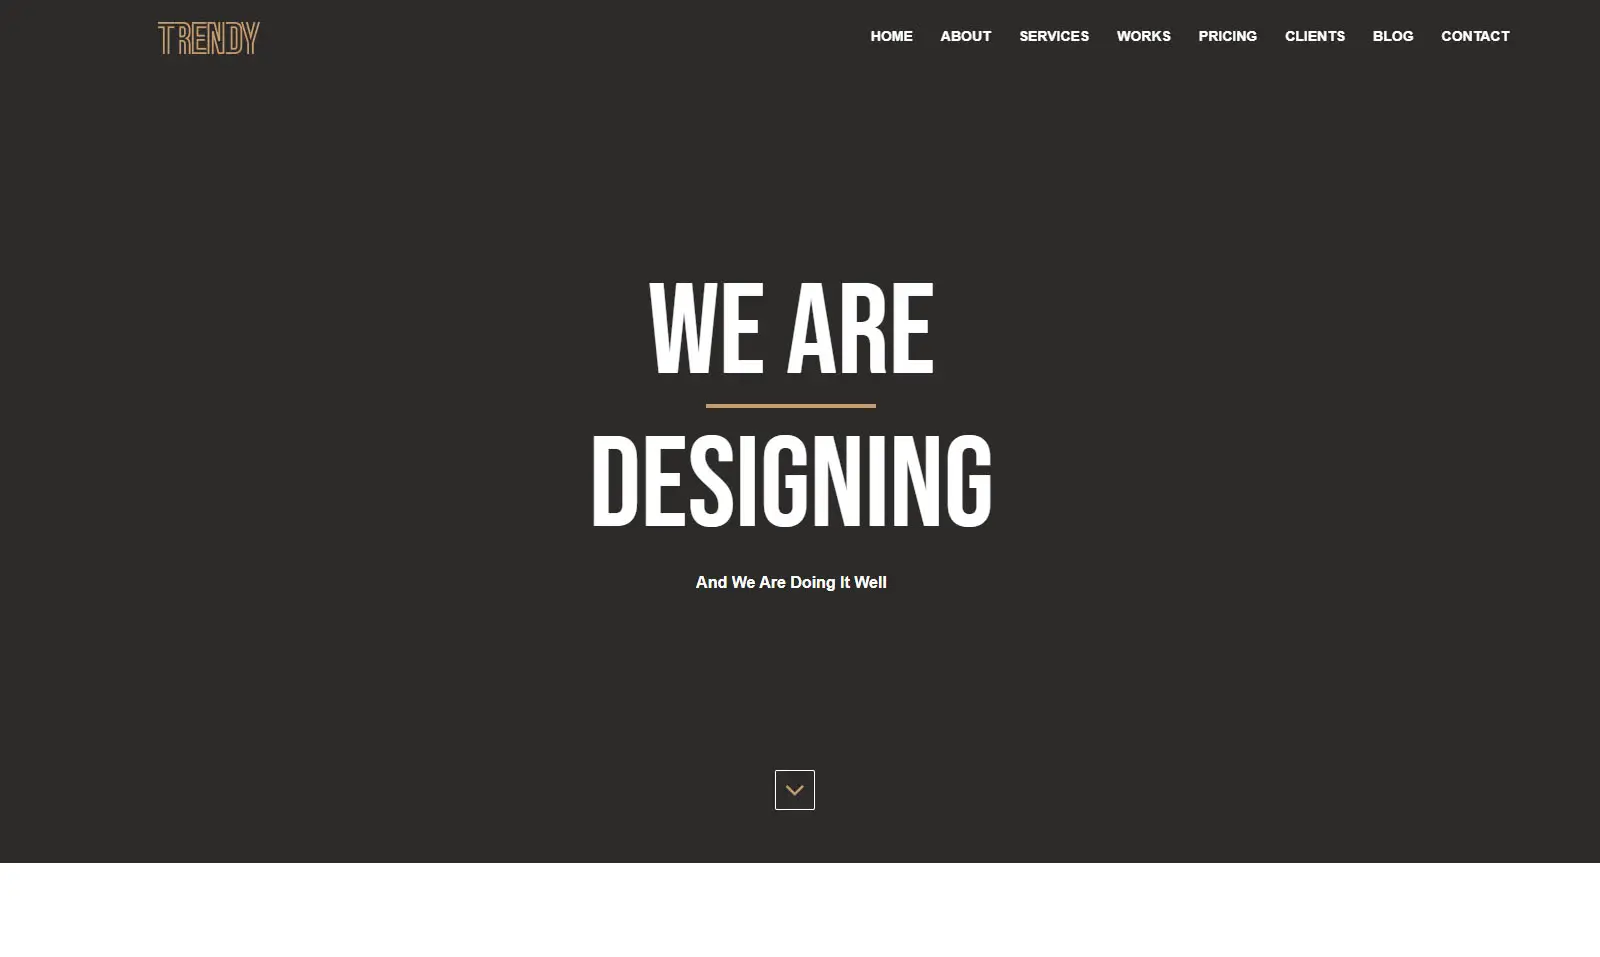 TRENDY
HOME ABOUT SERVICES WORKS PRICING CLIENTS BLOG CONTACT
WE ARE
DESIGNING
And We Are Doing It Well